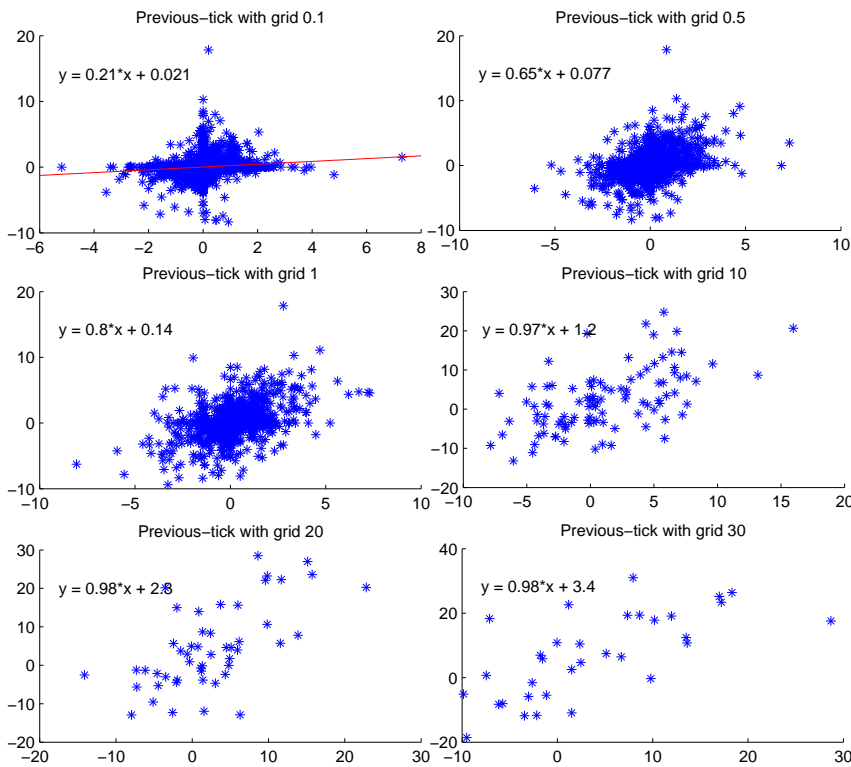 Previous-tick with grid 0.1
20
y = 0.21*x + 0.021
10
0
-10
-6 -4 -2 0 2 4 6 8
Previous-tick with grid 0.5
20
y = 0.65*x + 0.077
10
0
-10
-10 -5 0 5 10
Previous-tick with grid 1
20
y = 0.8*x + 0.14
10
0
-10
-10 -5 0 5 10
Previous-tick with grid 10
30
20
y = 0.97*x + 1.2
10
0
-10
-20
-10 -5 0 5 10 15 20
Previous-tick with grid 20
30
20
y = 0.98*x + 2.8
10
0
-10
-20
-20 -10 0 10 20 30
Previous-tick with grid 30
40
y = 0.98*x + 3.4
20
0
-20
-10 0 10 20 30